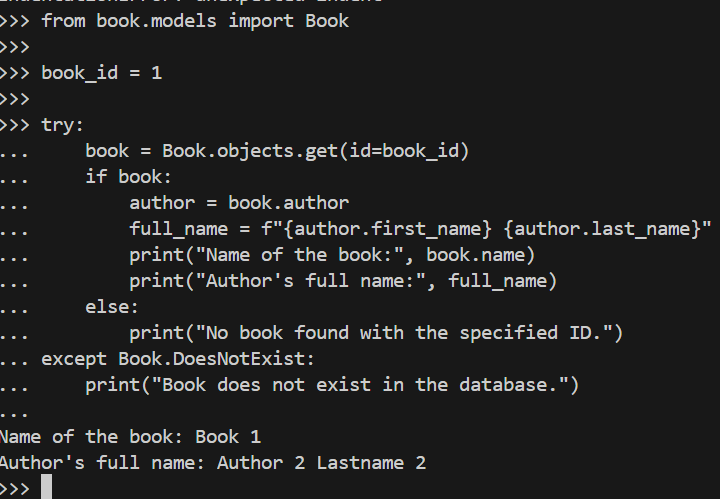 IndentationError: unexpected indent
>>> from book.models import Book
>>>
>>> book_id = 1
>>>
>>> try:
...     book = Book.objects.get(id=book_id)
...     if book:
...         author = book.author
...         full_name = f"{author.first_name} {author.last_name}"
...         print("Name of the book:", book.name)
...         print("Author's full name:", full_name)
...     else:
...         print("No book found with the specified ID.")
... except Book.DoesNotExist:
...     print("Book does not exist in the database.")
...
Name of the book: Book 1
Author's full name: Author 2 Lastname 2
>>>